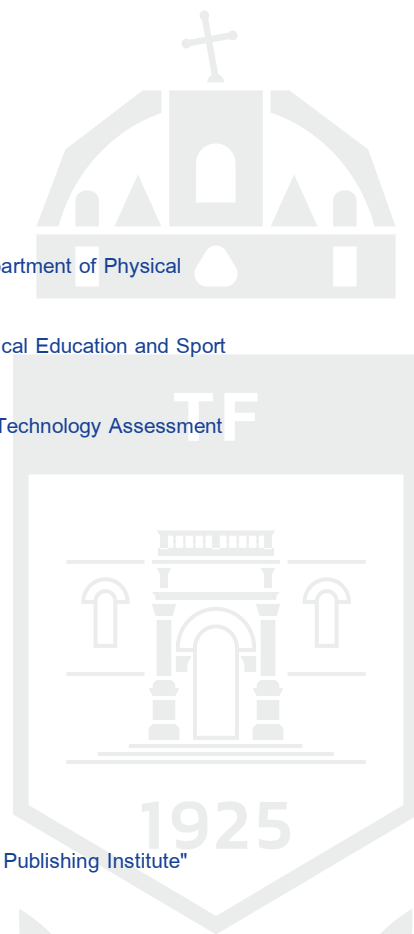 artment of Physical
cal Education and Sport
TF
Technology Assessment
1925
Publishing Institute"